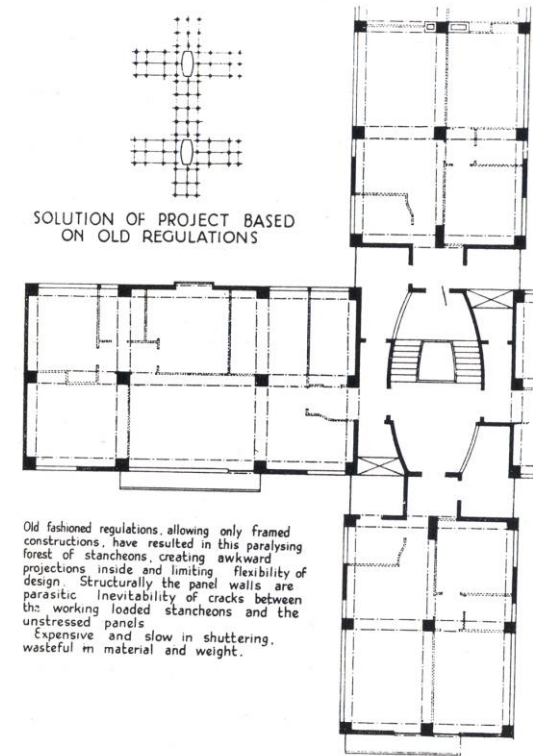 SOLUTION OF PROJECT BASED
ON OLD REGULATIONS
Old fashioned regulations, allowing only framed
constructions, have resulted in this paralysing
forest of stancheons, creating awkward
projections inside and limiting flexibility of
design. Structurally the panel walls are
parasitic Inevitability of cracks between
the working loaded stancheons and the
unstressed panels
Expensive and slow in shuttering,
wasteful in material and weight.